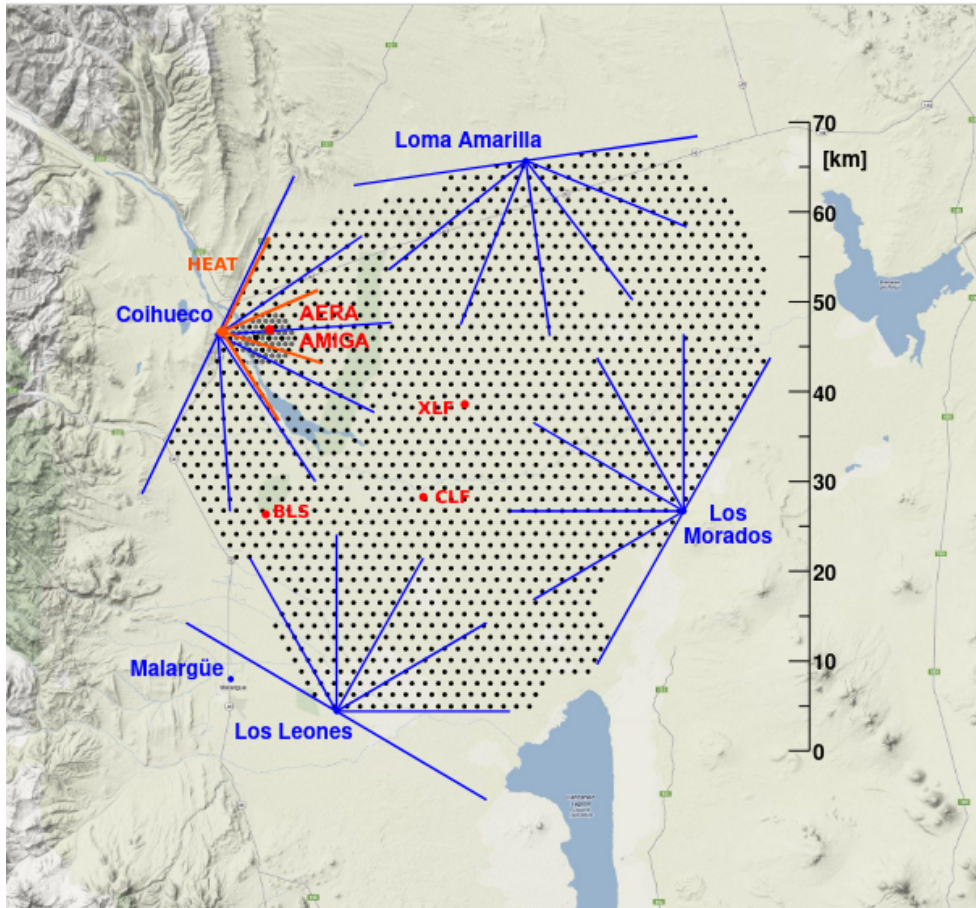 70
Loma Amarilla
[km]
60
HEAT
Coihueco
AERA
50
AMIGA
40
XLF
30
CLF
BLS
Los
Morados
20
10
Malargüe
Malargüe
Los Leones
0